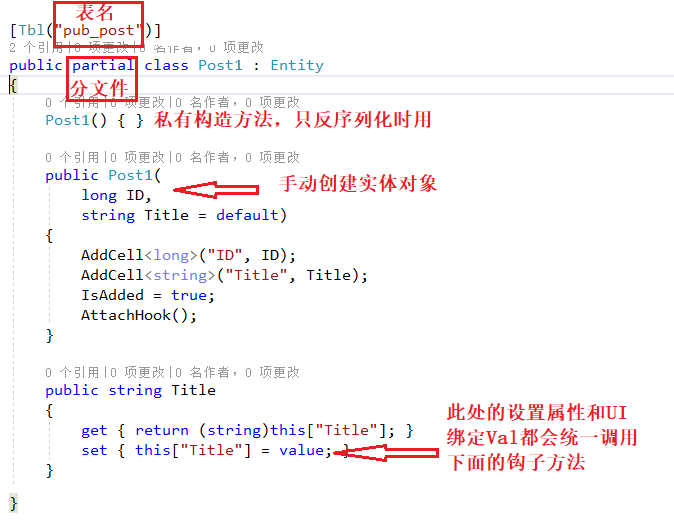 表名
[Tbl("pub_post")]
2 个引用|0 项更改|0 名作者，0 项更改
public partial class Post1 : Entity
{
分文件
0 个引用|0 项更改|0 名作者，0 项更改
Post1() { } 私有构造方法，只反序列化时用
0 个引用|0 项更改|0 名作者，0 项更改
public Post1(
long ID,
手动创建实体对象
string Title = default)
{
AddCell<long>("ID", ID);
AddCell<string>("Title", Title);
IsAdded = true;
AttachHook();
}
0 个引用|0 项更改|0 名作者，0 项更改
public string Title
{
get { return (string)this["Title"]; }
set { this["Title"] = value; }
}
此处的设置属性和UI
绑定Val都会统一调用
下面的钩子方法
}